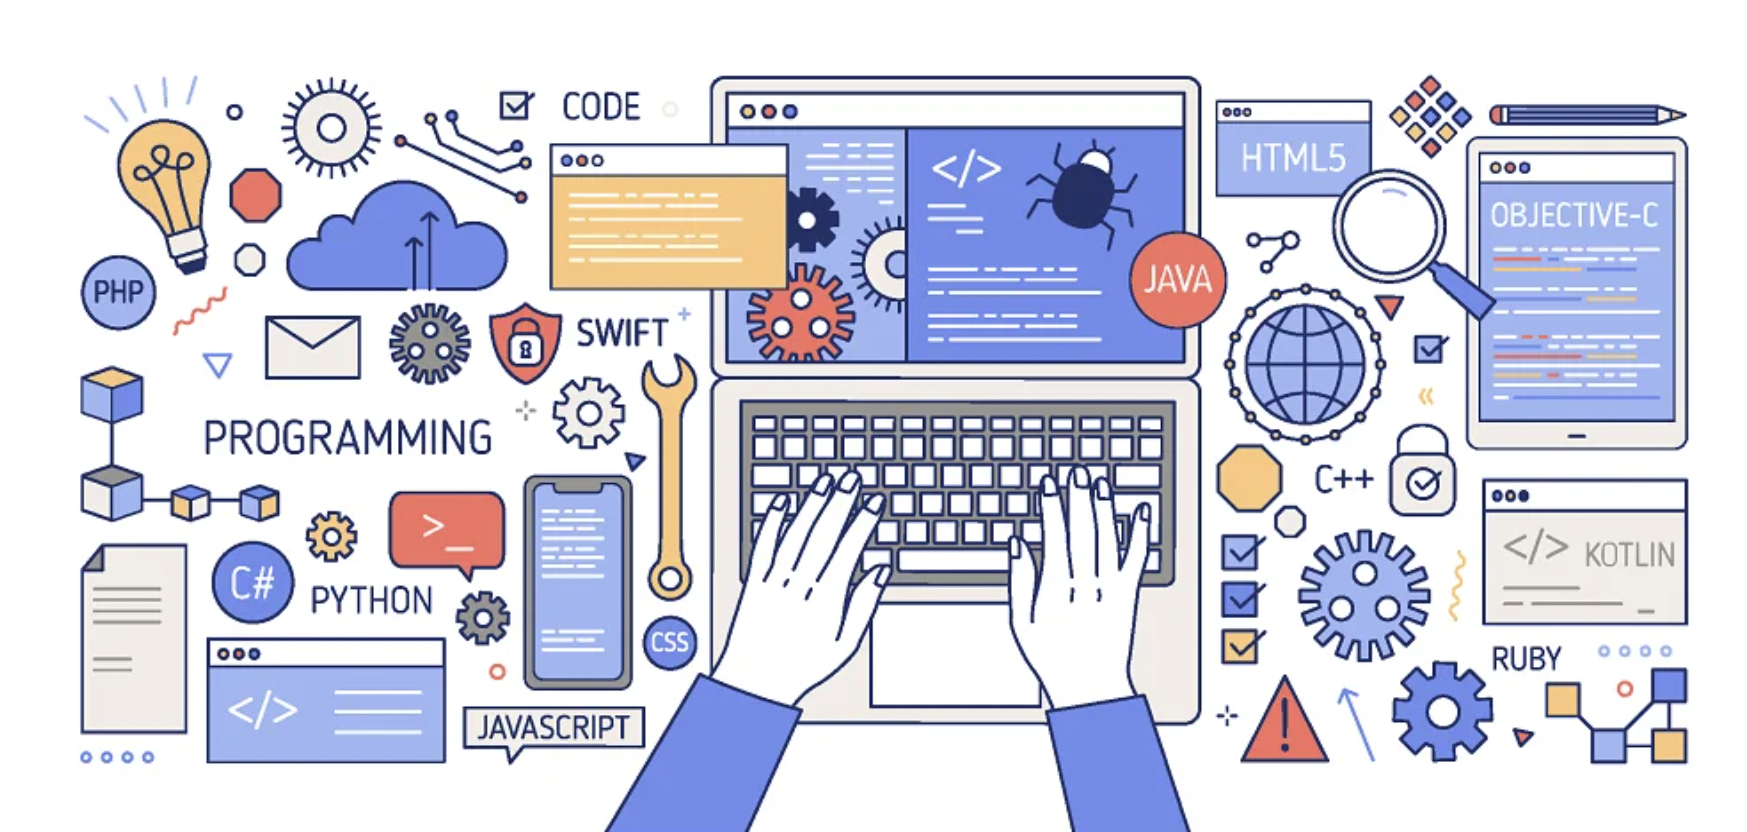 CODE
HTML5
</>
OBJECTIVE-C
PHP
JAVA
SWIFT
PROGRAMMING
C++
>_
</> KOTLIN
C#
PYTHON
CSS
RUBY
</>
JAVASCRIPT
!